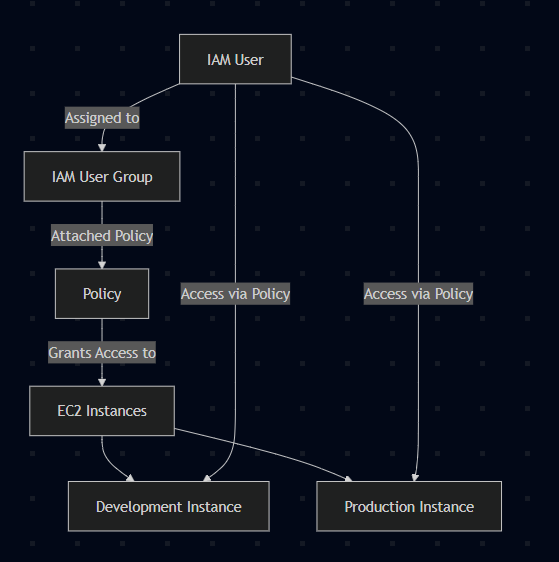 IAM User
Assigned to
IAM User Group
Attached Policy
Policy
Access via Policy
Access via Policy
Grants Access to
EC2 Instances
Development Instance
Production Instance